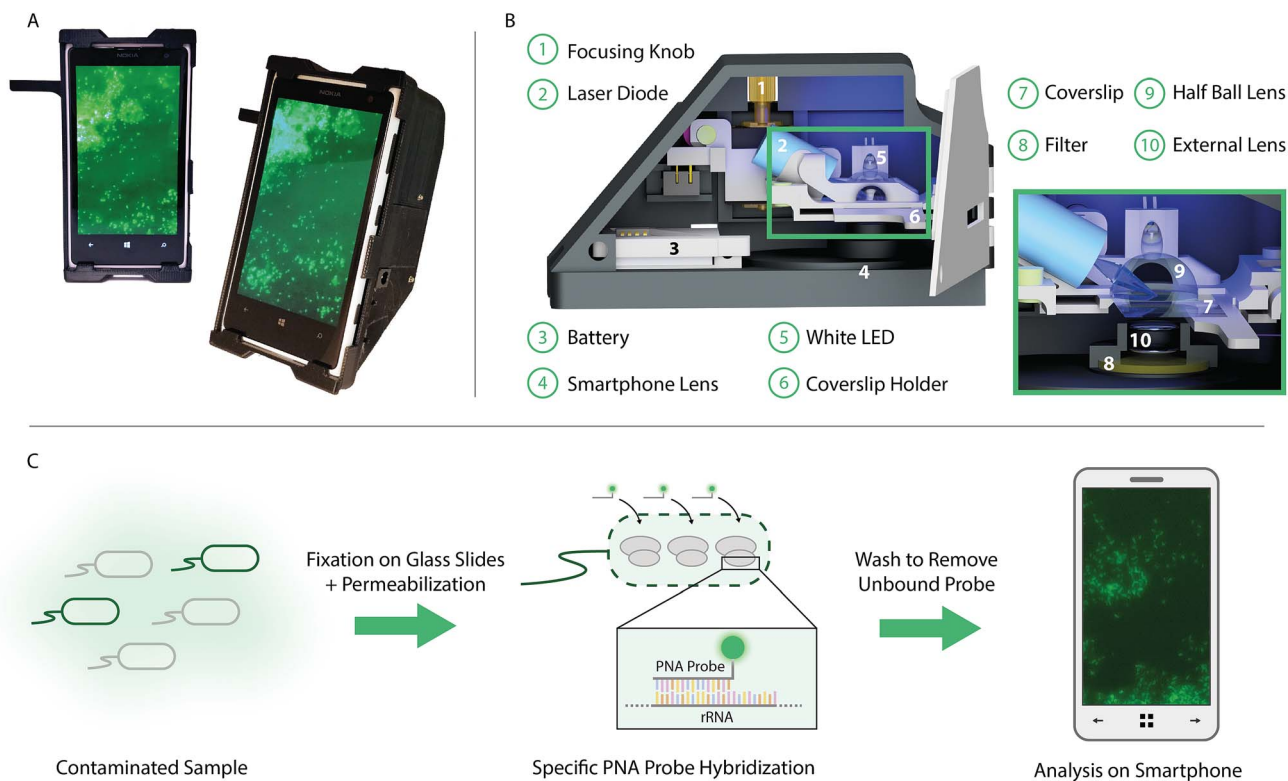 A
NOKIA
NOKIA
B
1 Focusing Knob
2 Laser Diode
1
2
5
6
3
4
7 Coverslip
9 Half Ball Lens
8 Filter
10 External Lens
9
7
10
8
3 Battery
5 White LED
4 Smartphone Lens
6 Coverslip Holder
C
Fixation on Glass Slides
+ Permeabilization
Wash to Remove
Unbound Probe
PNA Probe
rRNA
Contaminated Sample
Specific PNA Probe Hybridization
Analysis on Smartphone